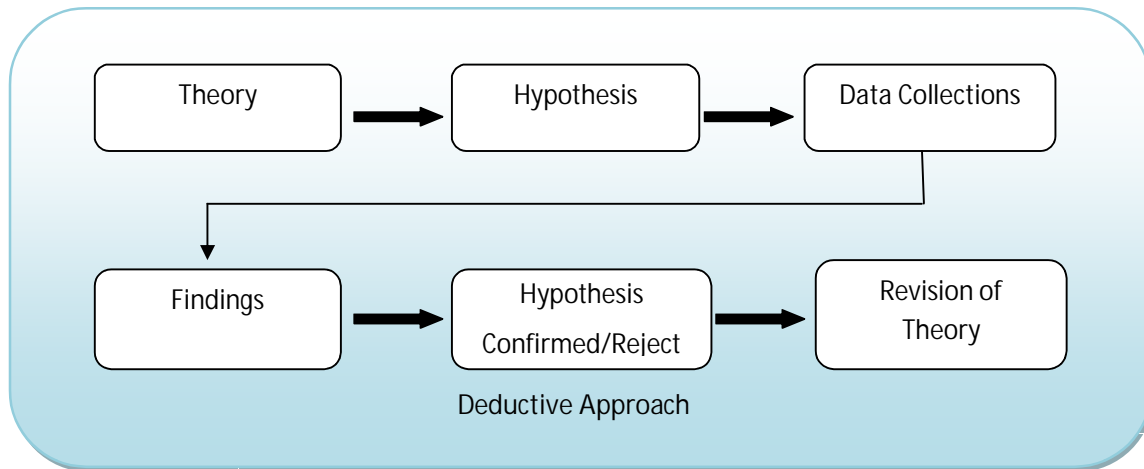 Theory
Hypothesis
Data Collections
Findings
Hypothesis
Confirmed/Reject
Revision of
Theory
Deductive Approach